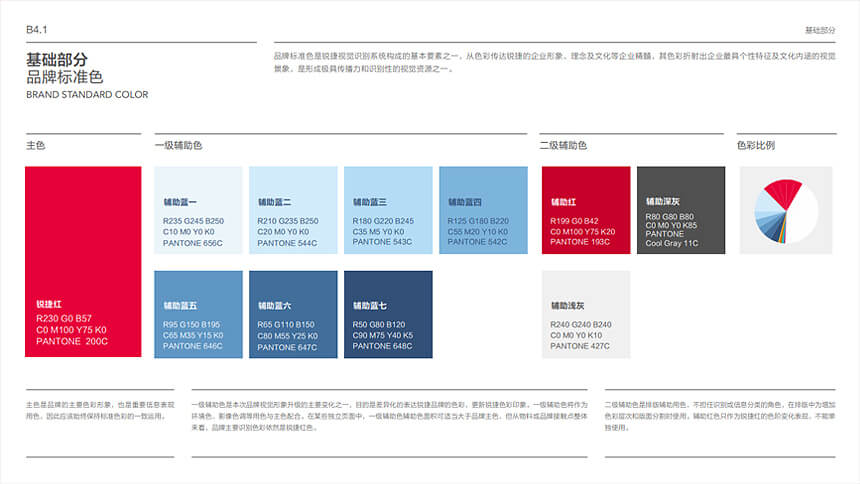 B4.1
基础部分
基础部分
品牌标准色
BRAND STANDARD COLOR
品牌标准色是锐捷视觉识别系统构成的基本要素之一，从色彩传达锐捷的企业形象、理念及文化等企业精髓，其色彩折射出企业最具个性特征及文化内涵的视觉
景象，是形成极具传播力和识别性的视觉资源之一。
主色
锐捷红
R230 G0 B57
C0 M100 Y75 K0
PANTONE 200C
一级辅助色
辅助蓝一
R235 G245 B250
C10 M0 Y0 K0
PANTONE 656C
辅助蓝二
R210 G235 B250
C20 M0 Y0 K0
PANTONE 544C
辅助蓝三
R180 G220 B245
C35 M5 Y0 K0
PANTONE 543C
辅助蓝四
R125 G180 B220
C55 M20 Y10 K0
PANTONE 542C
辅助蓝五
R95 G150 B195
C65 M35 Y15 K0
PANTONE 646C
辅助蓝六
R65 G110 B150
C80 M55 Y25 K0
PANTONE 647C
辅助蓝七
R50 G80 B120
C90 M75 Y40 K5
PANTONE 648C
二级辅助色
辅助红
R199 G0 B42
C0 M100 Y75 K20
PANTONE 193C
辅助深灰
R80 G80 B80
C0 M0 Y0 K85
PANTONE
Cool Gray 11C
辅助浅灰
R240 G240 B240
C0 M0 Y0 K10
PANTONE 427C
色彩比例
主色是品牌的主要色彩形象，也是重要信息表现
用色，因此应该始终保持标准色彩的一致运用。
一级辅助色是本次品牌视觉形象升级的主要变化之一，目的是差异化的表达锐捷品牌的色彩，更新锐捷色彩印象。一级辅助色将作为
环境色、影像色调等用色与主色配合。在某些独立页面中，一级辅助色辅助色面积可适当大于品牌主色，但从物料或品牌接触点整体
来看，品牌主要识别色彩依然是锐捷红色。
二级辅助色是排版辅助用色，不担任识别或信息分类的角色，在排版中为增加
色彩层次和版面分割时使用。辅助红色只作为锐捷红的色阶变化表现，不能单
独使用。